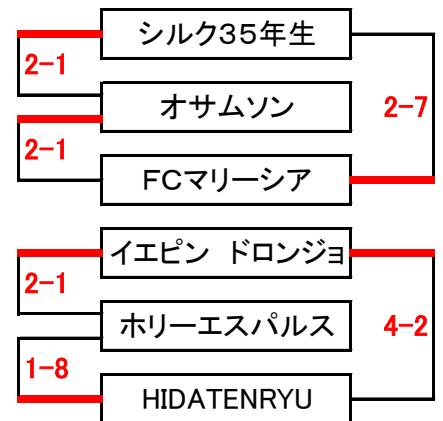 シルク35年生
2-1
オサムソン
2-7
2-1
FCマリーシア
イエピン ドロンジョ
2-1
ホリーエスパルス
4-2
1-8
HIDATENRYU